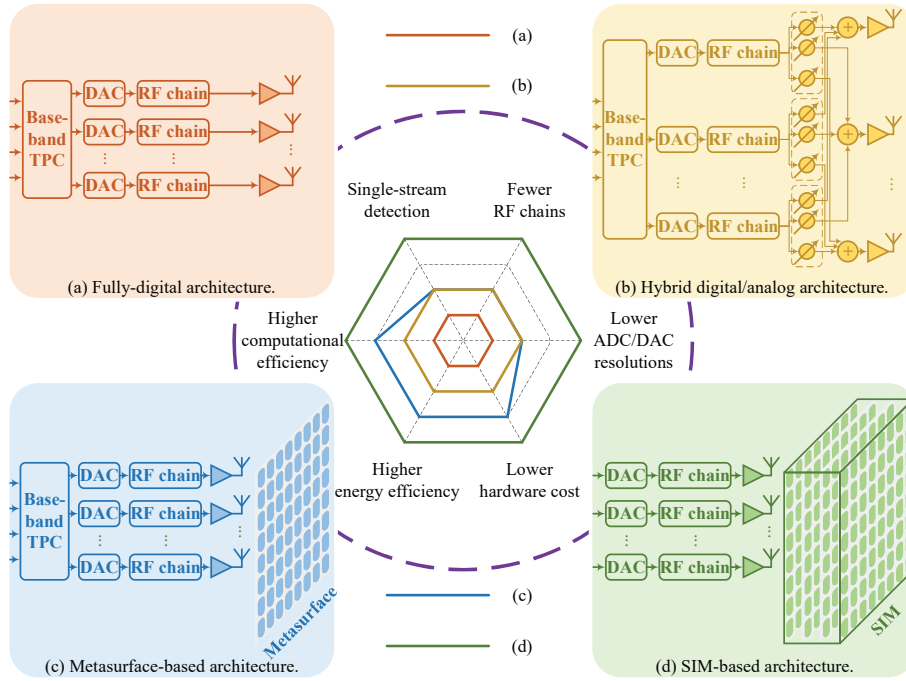 Base-
band
TPC
DAC
RF chain
DAC
RF chain
DAC
RF chain
(a) Fully-digital architecture.
(a)
(b)
Base-
band
TPC
DAC
RF chain
DAC
RF chain
DAC
RF chain
(b) Hybrid digital/analog architecture.
Single-stream
detection
Fewer
RF chains
Higher
computational
efficiency
Lower
ADC/DAC
resolutions
Higher
energy efficiency
Lower
hardware cost
Base-
band
TPC
DAC
RF chain
DAC
RF chain
DAC
RF chain
Metasurface
(c) Metasurface-based architecture.
(c)
(d)
DAC
RF chain
DAC
RF chain
DAC
RF chain
SIM
(d) SIM-based architecture.